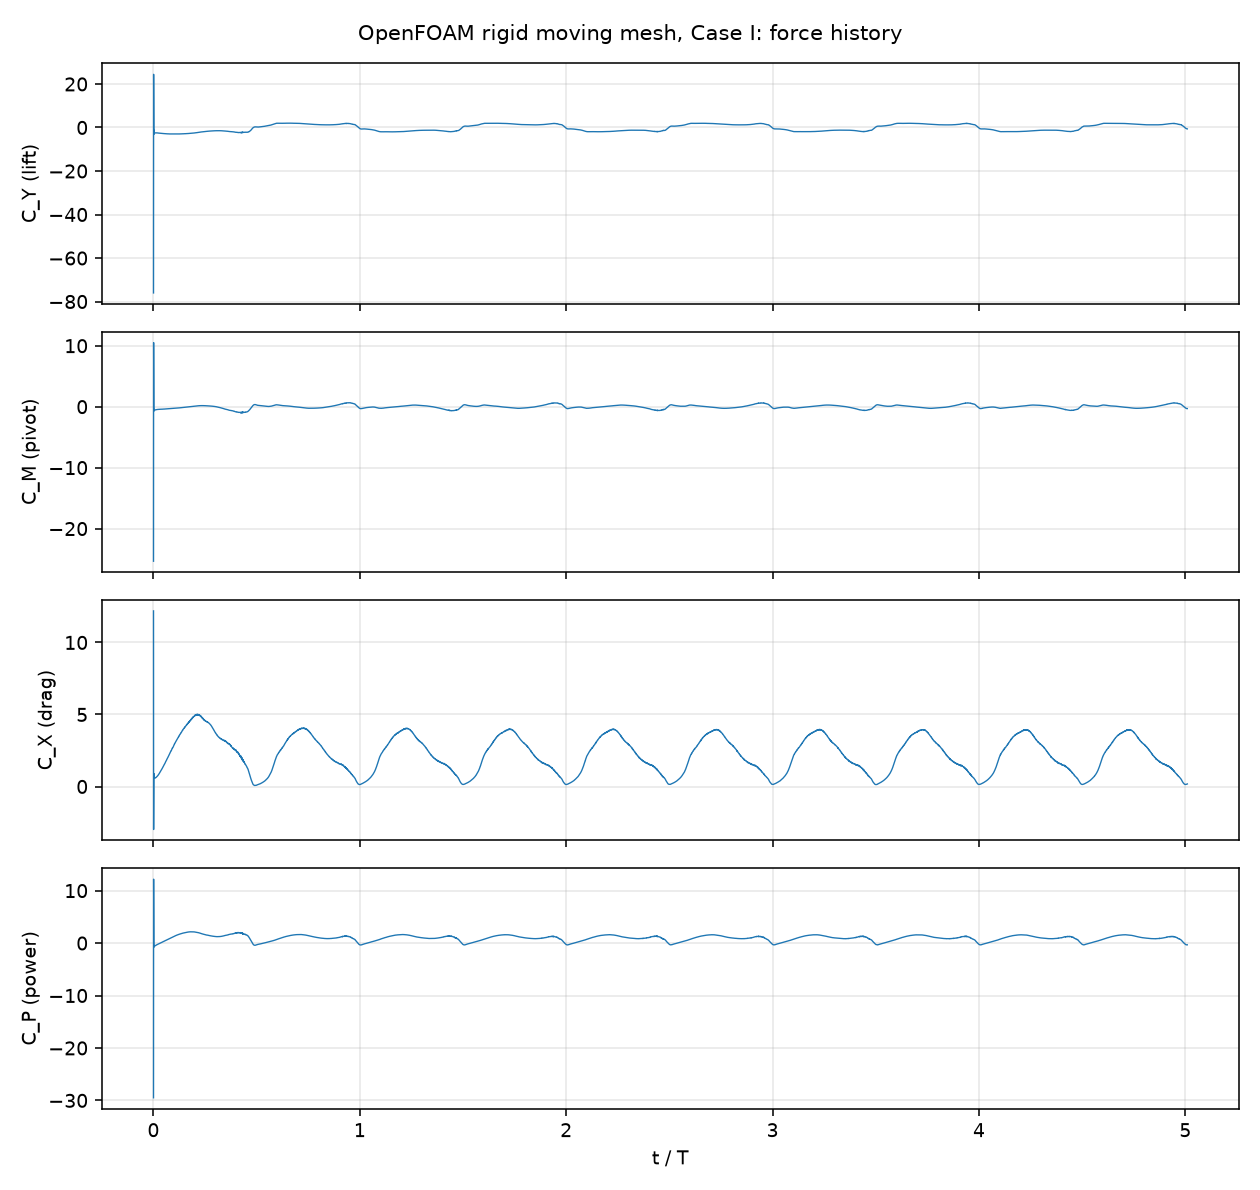 OpenFOAM rigid moving mesh, Case I: force history
C_Y (lift)
20
0
−20
−40
−60
−80
C_M (pivot)
10
0
−10
−20
C_X (drag)
10
5
0
C_P (power)
10
0
−10
−20
−30
0 1 2 3 4 5
t / T